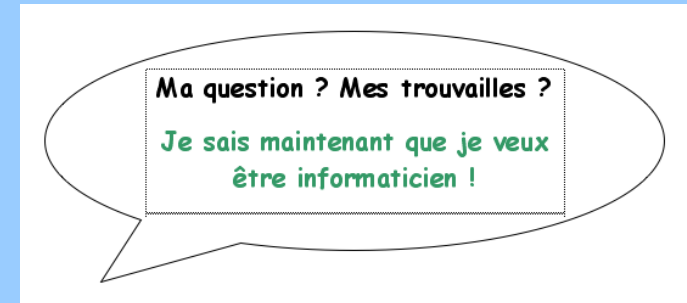 Ma question ? Mes trouvailles ?
Je sais maintenant que je veux
être informaticien !